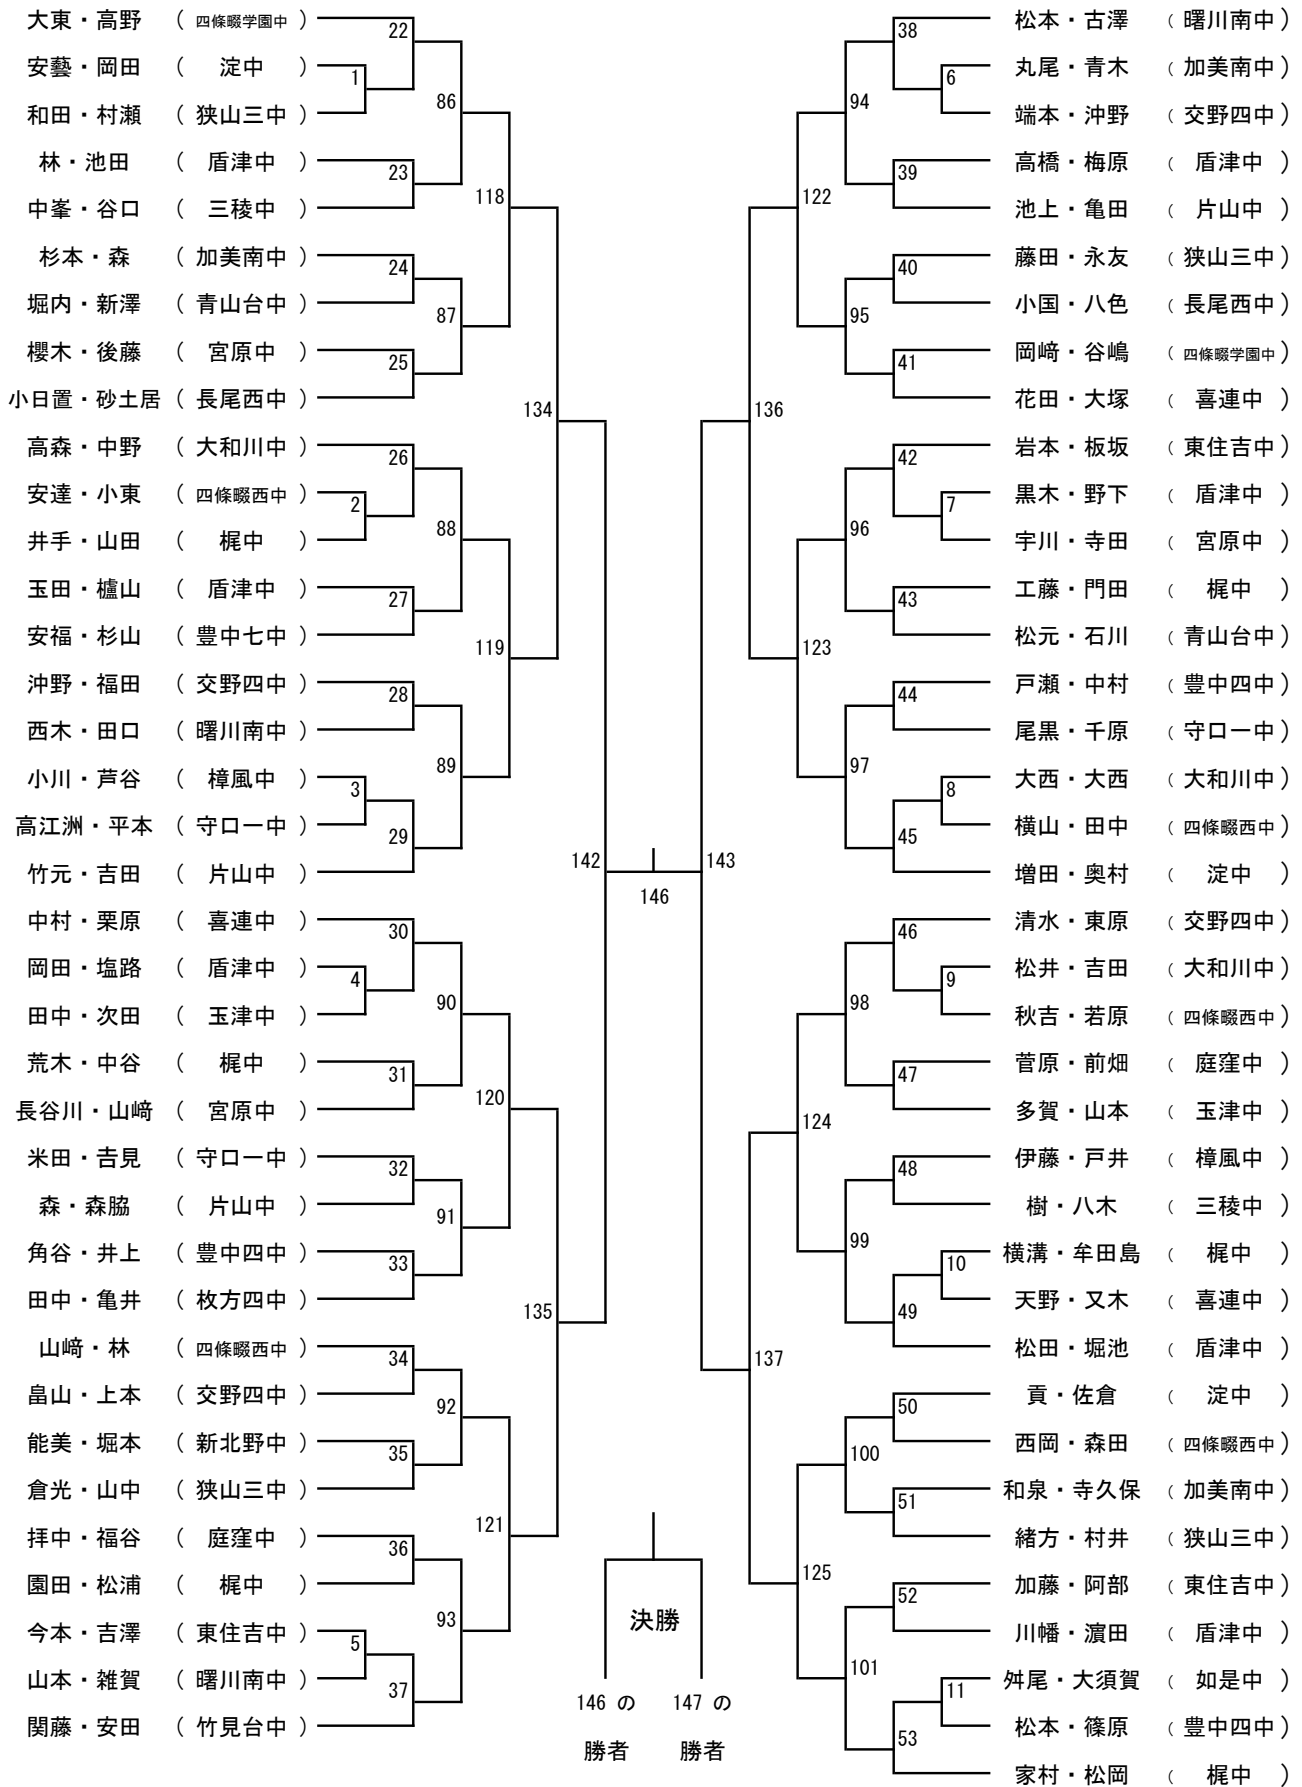 大東・高野 （ 四條畷学園中 ）
安藝・岡田 （ 淀中 ）
和田・村瀬 （ 狭山三中 ）
林・池田 （ 盾津中 ）
中峯・谷口 （ 三稜中 ）
杉本・森 （ 加美南中 ）
堀内・新澤 （ 青山台中 ）
櫻木・後藤 （ 宮原中 ）
小日置・砂土居 （ 長尾西中 ）
高森・中野 （ 大和川中 ）
安達・小東 （ 四條畷西中 ）
井手・山田 （ 梶中 ）
玉田・櫨山 （ 盾津中 ）
安福・杉山 （ 豊中七中 ）
沖野・福田 （ 交野四中 ）
西木・田口 （ 曙川南中 ）
小川・芦谷 （ 樟風中 ）
高江洲・平本 （ 守口一中 ）
竹元・吉田 （ 片山中 ）
中村・栗原 （ 喜連中 ）
岡田・塩路 （ 盾津中 ）
田中・次田 （ 玉津中 ）
荒木・中谷 （ 梶中 ）
長谷川・山﨑 （ 宮原中 ）
米田・吉見 （ 守口一中 ）
森・森脇 （ 片山中 ）
角谷・井上 （ 豊中四中 ）
田中・亀井 （ 枚方四中 ）
山﨑・林 （ 四條畷西中 ）
畠山・上本 （ 交野四中 ）
能美・堀本 （ 新北野中 ）
倉光・山中 （ 狭山三中 ）
拝中・福谷 （ 庭窪中 ）
園田・松浦 （ 梶中 ）
今本・吉澤 （ 東住吉中 ）
山本・雑賀 （ 曙川南中 ）
関藤・安田 （ 竹見台中 ）
1
2
3
4
5
22
23
24
25
26
27
28
29
30
31
32
33
34
35
36
37
86
87
88
89
90
91
92
93
118
119
120
121
134
135
142
146
143
136
137
122
123
124
125
94
95
96
97
98
99
100
101
38
39
40
41
42
43
44
45
46
47
48
49
50
51
52
53
6
7
8
9
10
11
松本・古澤 （ 曙川南中 ）
丸尾・青木 （ 加美南中 ）
端本・沖野 （ 交野四中 ）
高橋・梅原 （ 盾津中 ）
池上・亀田 （ 片山中 ）
藤田・永友 （ 狭山三中 ）
小国・八色 （ 長尾西中 ）
岡﨑・谷嶋 （ 四條畷学園中 ）
花田・大塚 （ 喜連中 ）
岩本・板坂 （ 東住吉中 ）
黒木・野下 （ 盾津中 ）
宇川・寺田 （ 宮原中 ）
工藤・門田 （ 梶中 ）
松元・石川 （ 青山台中 ）
戸瀬・中村 （ 豊中四中 ）
尾黒・千原 （ 守口一中 ）
大西・大西 （ 大和川中 ）
横山・田中 （ 四條畷西中 ）
増田・奥村 （ 淀中 ）
清水・東原 （ 交野四中 ）
松井・吉田 （ 大和川中 ）
秋吉・若原 （ 四條畷西中 ）
菅原・前畑 （ 庭窪中 ）
多賀・山本 （ 玉津中 ）
伊藤・戸井 （ 樟風中 ）
樹・八木 （ 三稜中 ）
横溝・牟田島 （ 梶中 ）
天野・又木 （ 喜連中 ）
松田・堀池 （ 盾津中 ）
貢・佐倉 （ 淀中 ）
西岡・森田 （ 四條畷西中 ）
和泉・寺久保 （ 加美南中 ）
緒方・村井 （ 狭山三中 ）
加藤・阿部 （ 東住吉中 ）
川幡・濵田 （ 盾津中 ）
舛尾・大須賀 （ 如是中 ）
松本・篠原 （ 豊中四中 ）
家村・松岡 （ 梶中 ）
決勝
146 の 147 の
勝者 勝者